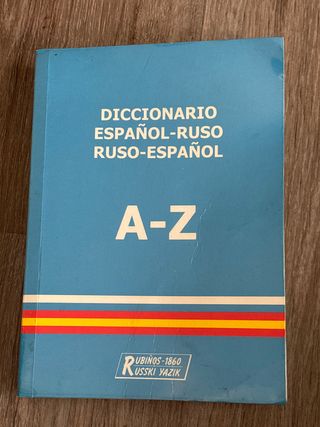 DICCIONARIO
ESPAÑOL-RUSO
RUSO-ESPAÑOL
A-Z
RUBIÑOS-1860
RUSSKI YAZIK